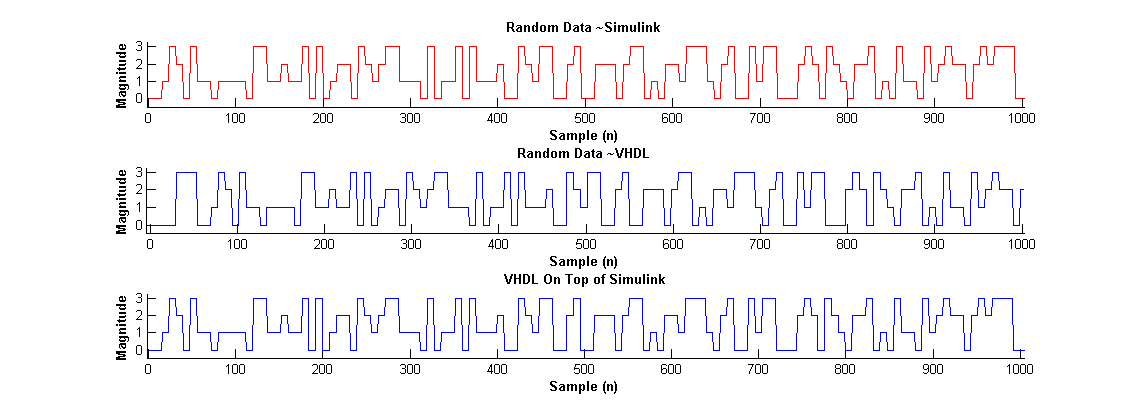 Random Data ~Simulink
Magnitude
3
2
1
0
0 100 200 300 400 500 600 700 800 900 1000
Sample (n)
Random Data ~VHDL
Magnitude
3
2
1
0
0 100 200 300 400 500 600 700 800 900 1000
Sample (n)
VHDL On Top of Simulink
Magnitude
3
2
1
0
0 100 200 300 400 500 600 700 800 900 1000
Sample (n)